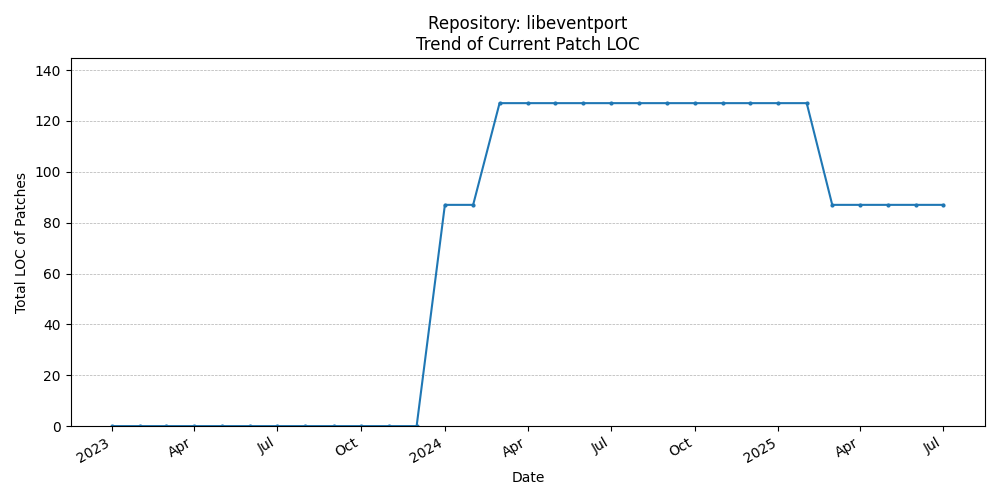 Repository: libeventport
Trend of Current Patch LOC
140
120
100
80
60
40
20
0
Total LOC of Patches
2023
Apr
Jul
Oct
2024
Apr
Jul
Oct
2025
Apr
Jul
Date